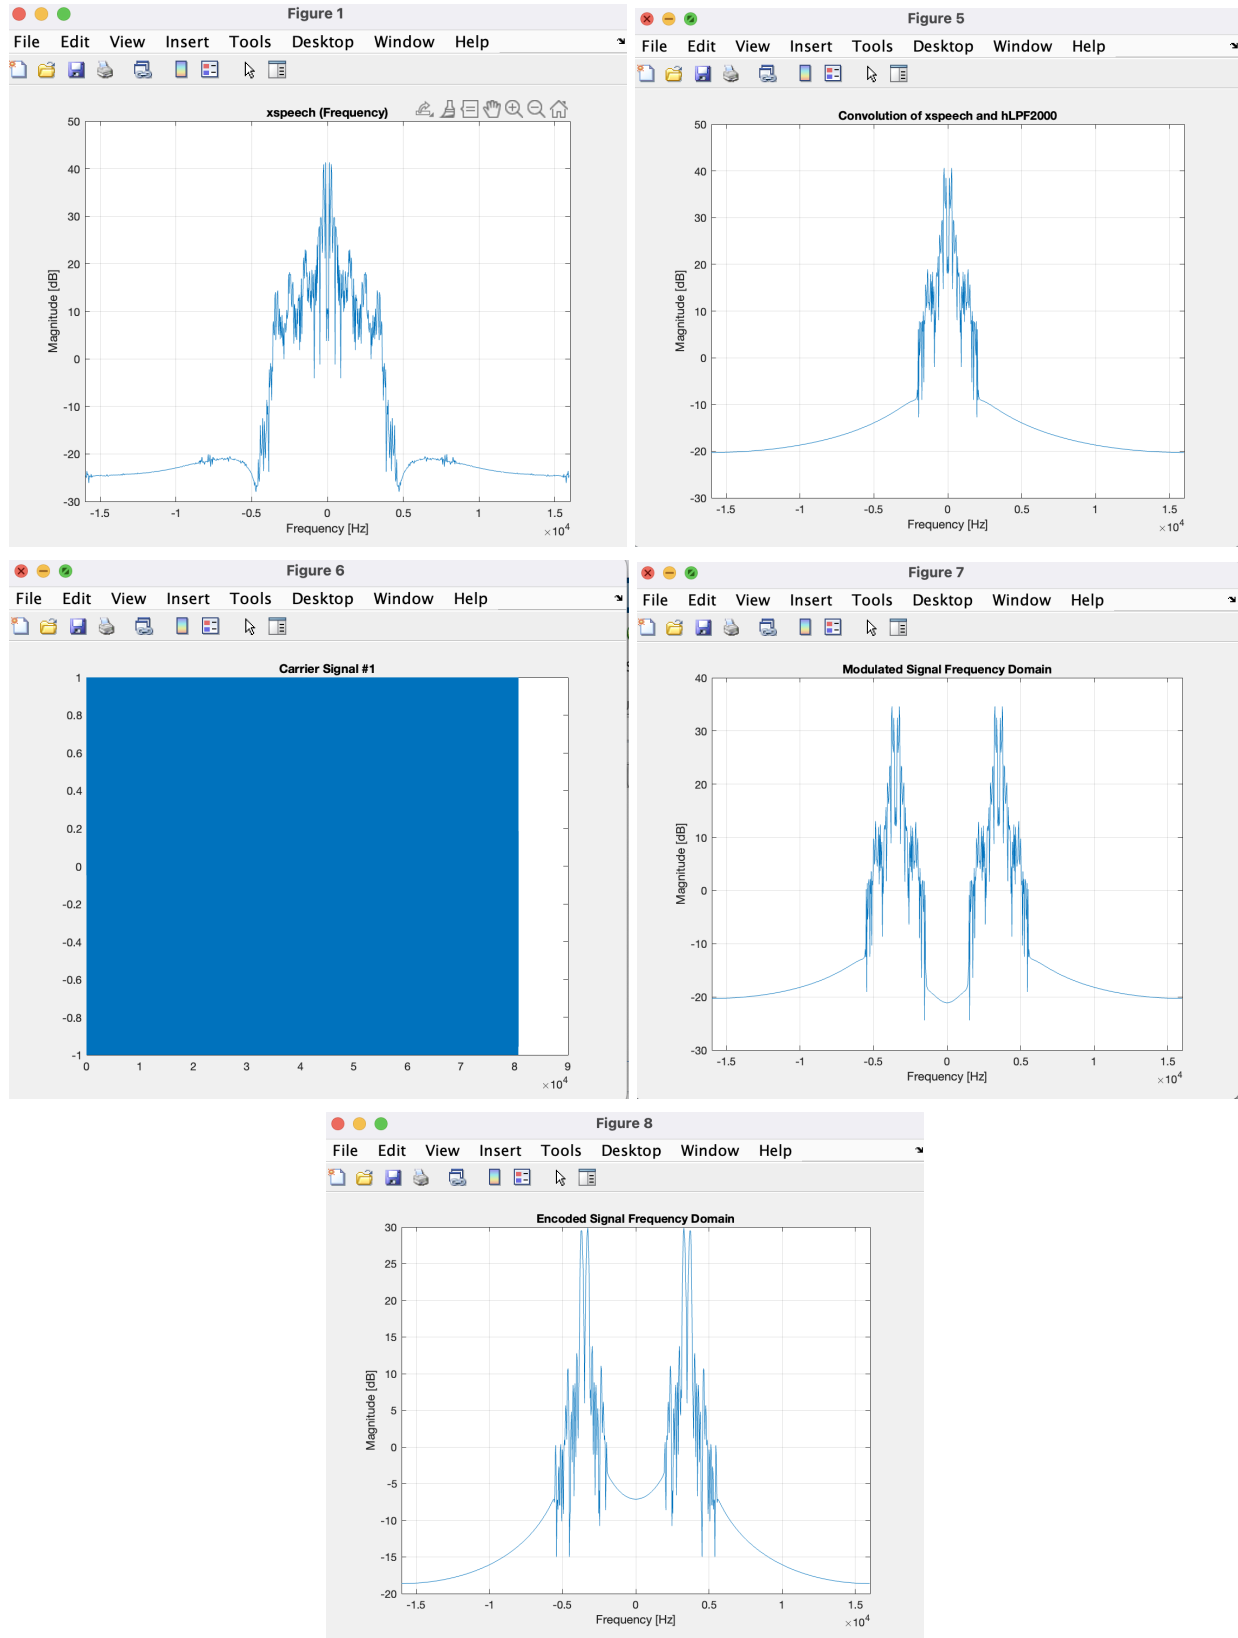 Figure 1
File Edit View Insert Tools Desktop Window Help
xspeech (Frequency)
50
40
30
20
10
0
-10
-20
-30
Magnitude [dB]
-1.5 -1 -0.5 0 0.5 1 1.5
×10^4
Frequency [Hz]
Figure 5
File Edit View Insert Tools Desktop Window Help
Convolution of xspeech and hLPF2000
50
40
30
20
10
0
-10
-20
-30
Magnitude [dB]
-1.5 -1 -0.5 0 0.5 1 1.5
×10^4
Frequency [Hz]
Figure 6
File Edit View Insert Tools Desktop Window Help
Carrier Signal #1
1
0.8
0.6
0.4
0.2
0
-0.2
-0.4
-0.6
-0.8
-1
0 1 2 3 4 5 6 7 8 9
×10^4
Figure 7
File Edit View Insert Tools Desktop Window Help
Modulated Signal Frequency Domain
40
30
20
10
0
-10
-20
-30
Magnitude [dB]
-1.5 -1 -0.5 0 0.5 1 1.5
×10^4
Frequency [Hz]
Figure 8
File Edit View Insert Tools Desktop Window Help
Encoded Signal Frequency Domain
30
25
20
15
10
5
0
-5
-10
-15
-20
Magnitude [dB]
-1.5 -1 -0.5 0 0.5 1 1.5
×10^4
Frequency [Hz]